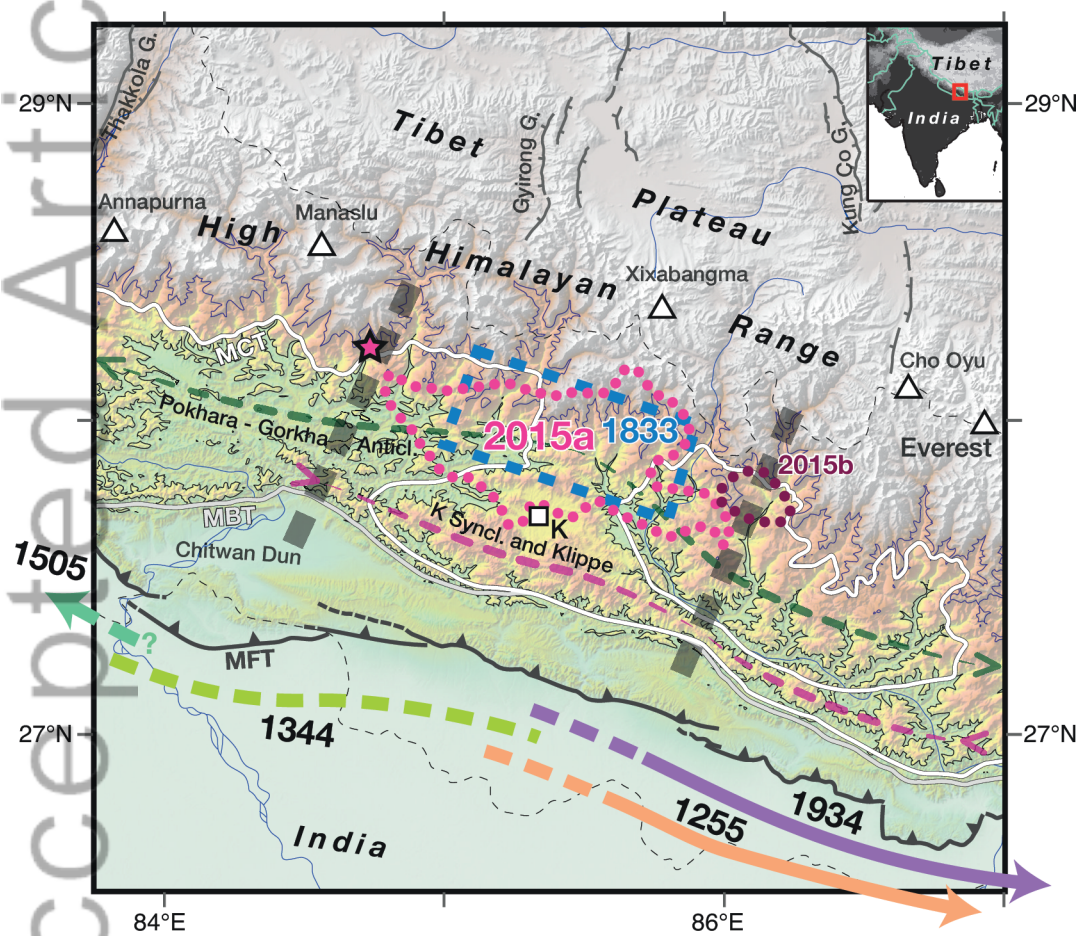 Accepted Artic
Thakkola G.
29°N
29°N
Tibet
India
Tibet
Gyirong G.
Kung Co G.
Plateau
Annapurna
Manaslu
High
Himalayan
Xixabangma
Range
Cho Oyu
Everest
MCT
Pokhara - Gorkha Anticl.
2015a
1833
2015b
MBT
K
K Syncl. and Klippe
Chitwan Dun
1505
?
MFT
1344
27°N
27°N
1255
1934
India
84°E
86°E